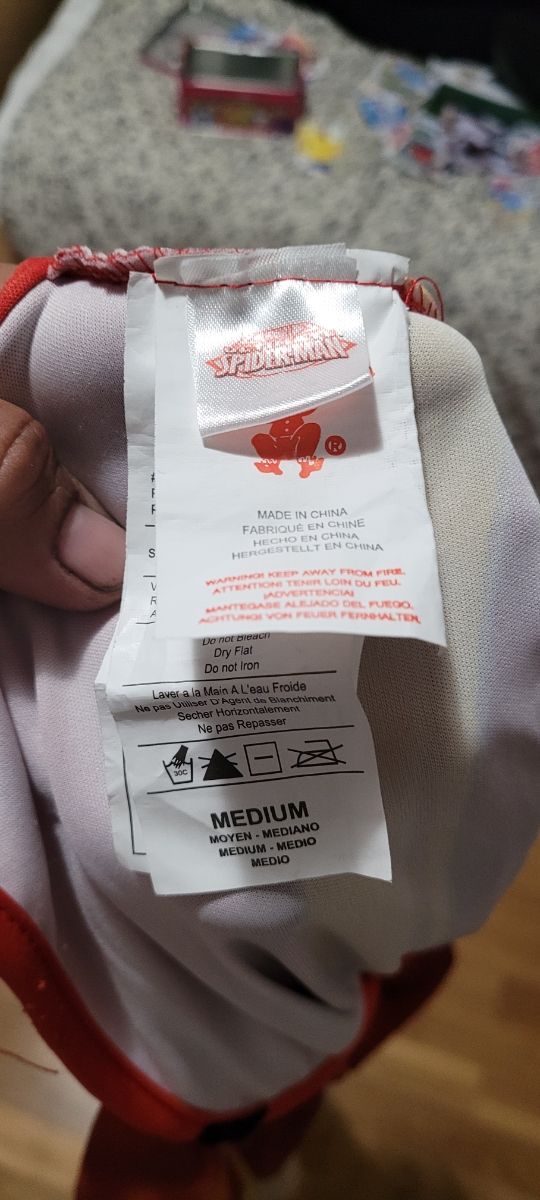 SPIDER-MAN
®
MADE IN CHINA
FABRIQUÉ EN CHINE
HECHO EN CHINA
HERGESTELLT EN CHINA
WARNING! KEEP AWAY FROM FIRE.
ATTENTION! TENIR LOIN DU FEU.
¡ADVERTENCIA!
MANTEGASE ALEJADO DEL FUEGO.
ACHTUNG! VON FEUER FERNHALTEN.
Do not Bleach
Dry Flat
Do not Iron
Laver a la Main A L'eau Froide
Ne pas Utiliser D'Agent de Blanchiment
Secher Horizontalement
Ne pas Repasser
30C
MEDIUM
MOYEN - MEDIANO
MEDIUM - MEDIO
MEDIO